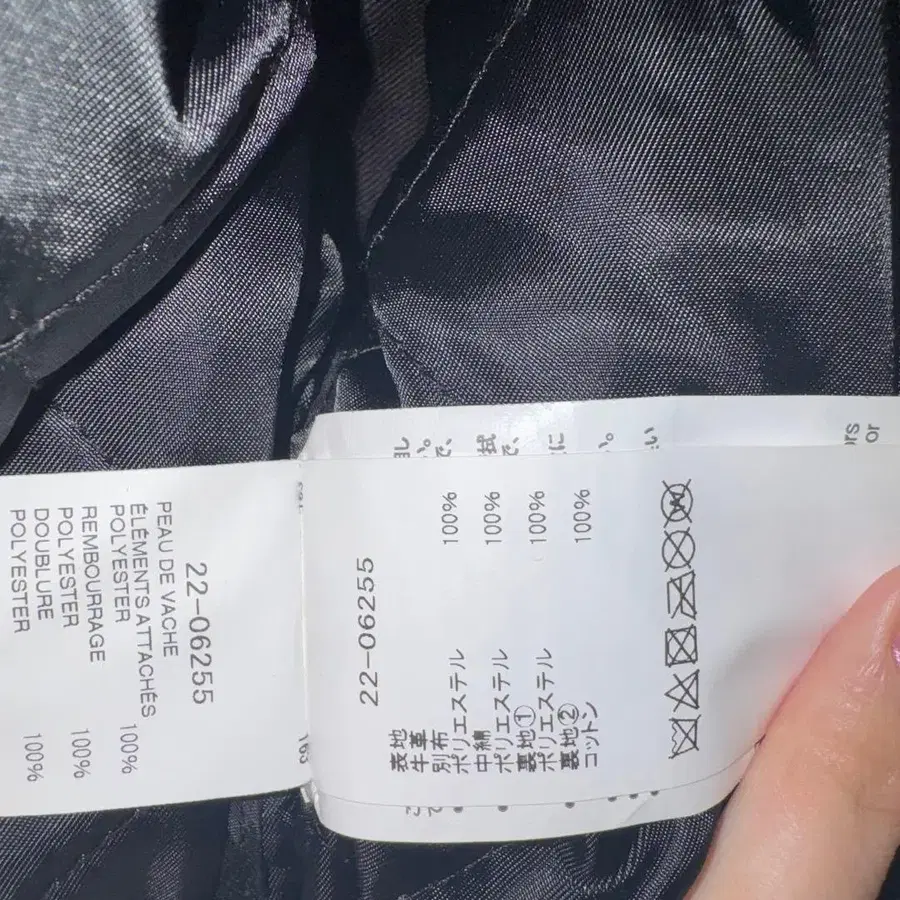 22-06255
PEAU DE VACHE
ÉLÉMENTS ATTACHÉS
POLYESTER 100%
REMBOURRAGE
POLYESTER 100%
DOUBLURE
POLYESTER 100%
22-06255
表地
牛革
別布
ポリエステル 100%
中綿
ポリエステル 100%
裏地①
ポリエステル 100%
裏地②
コットン 100%